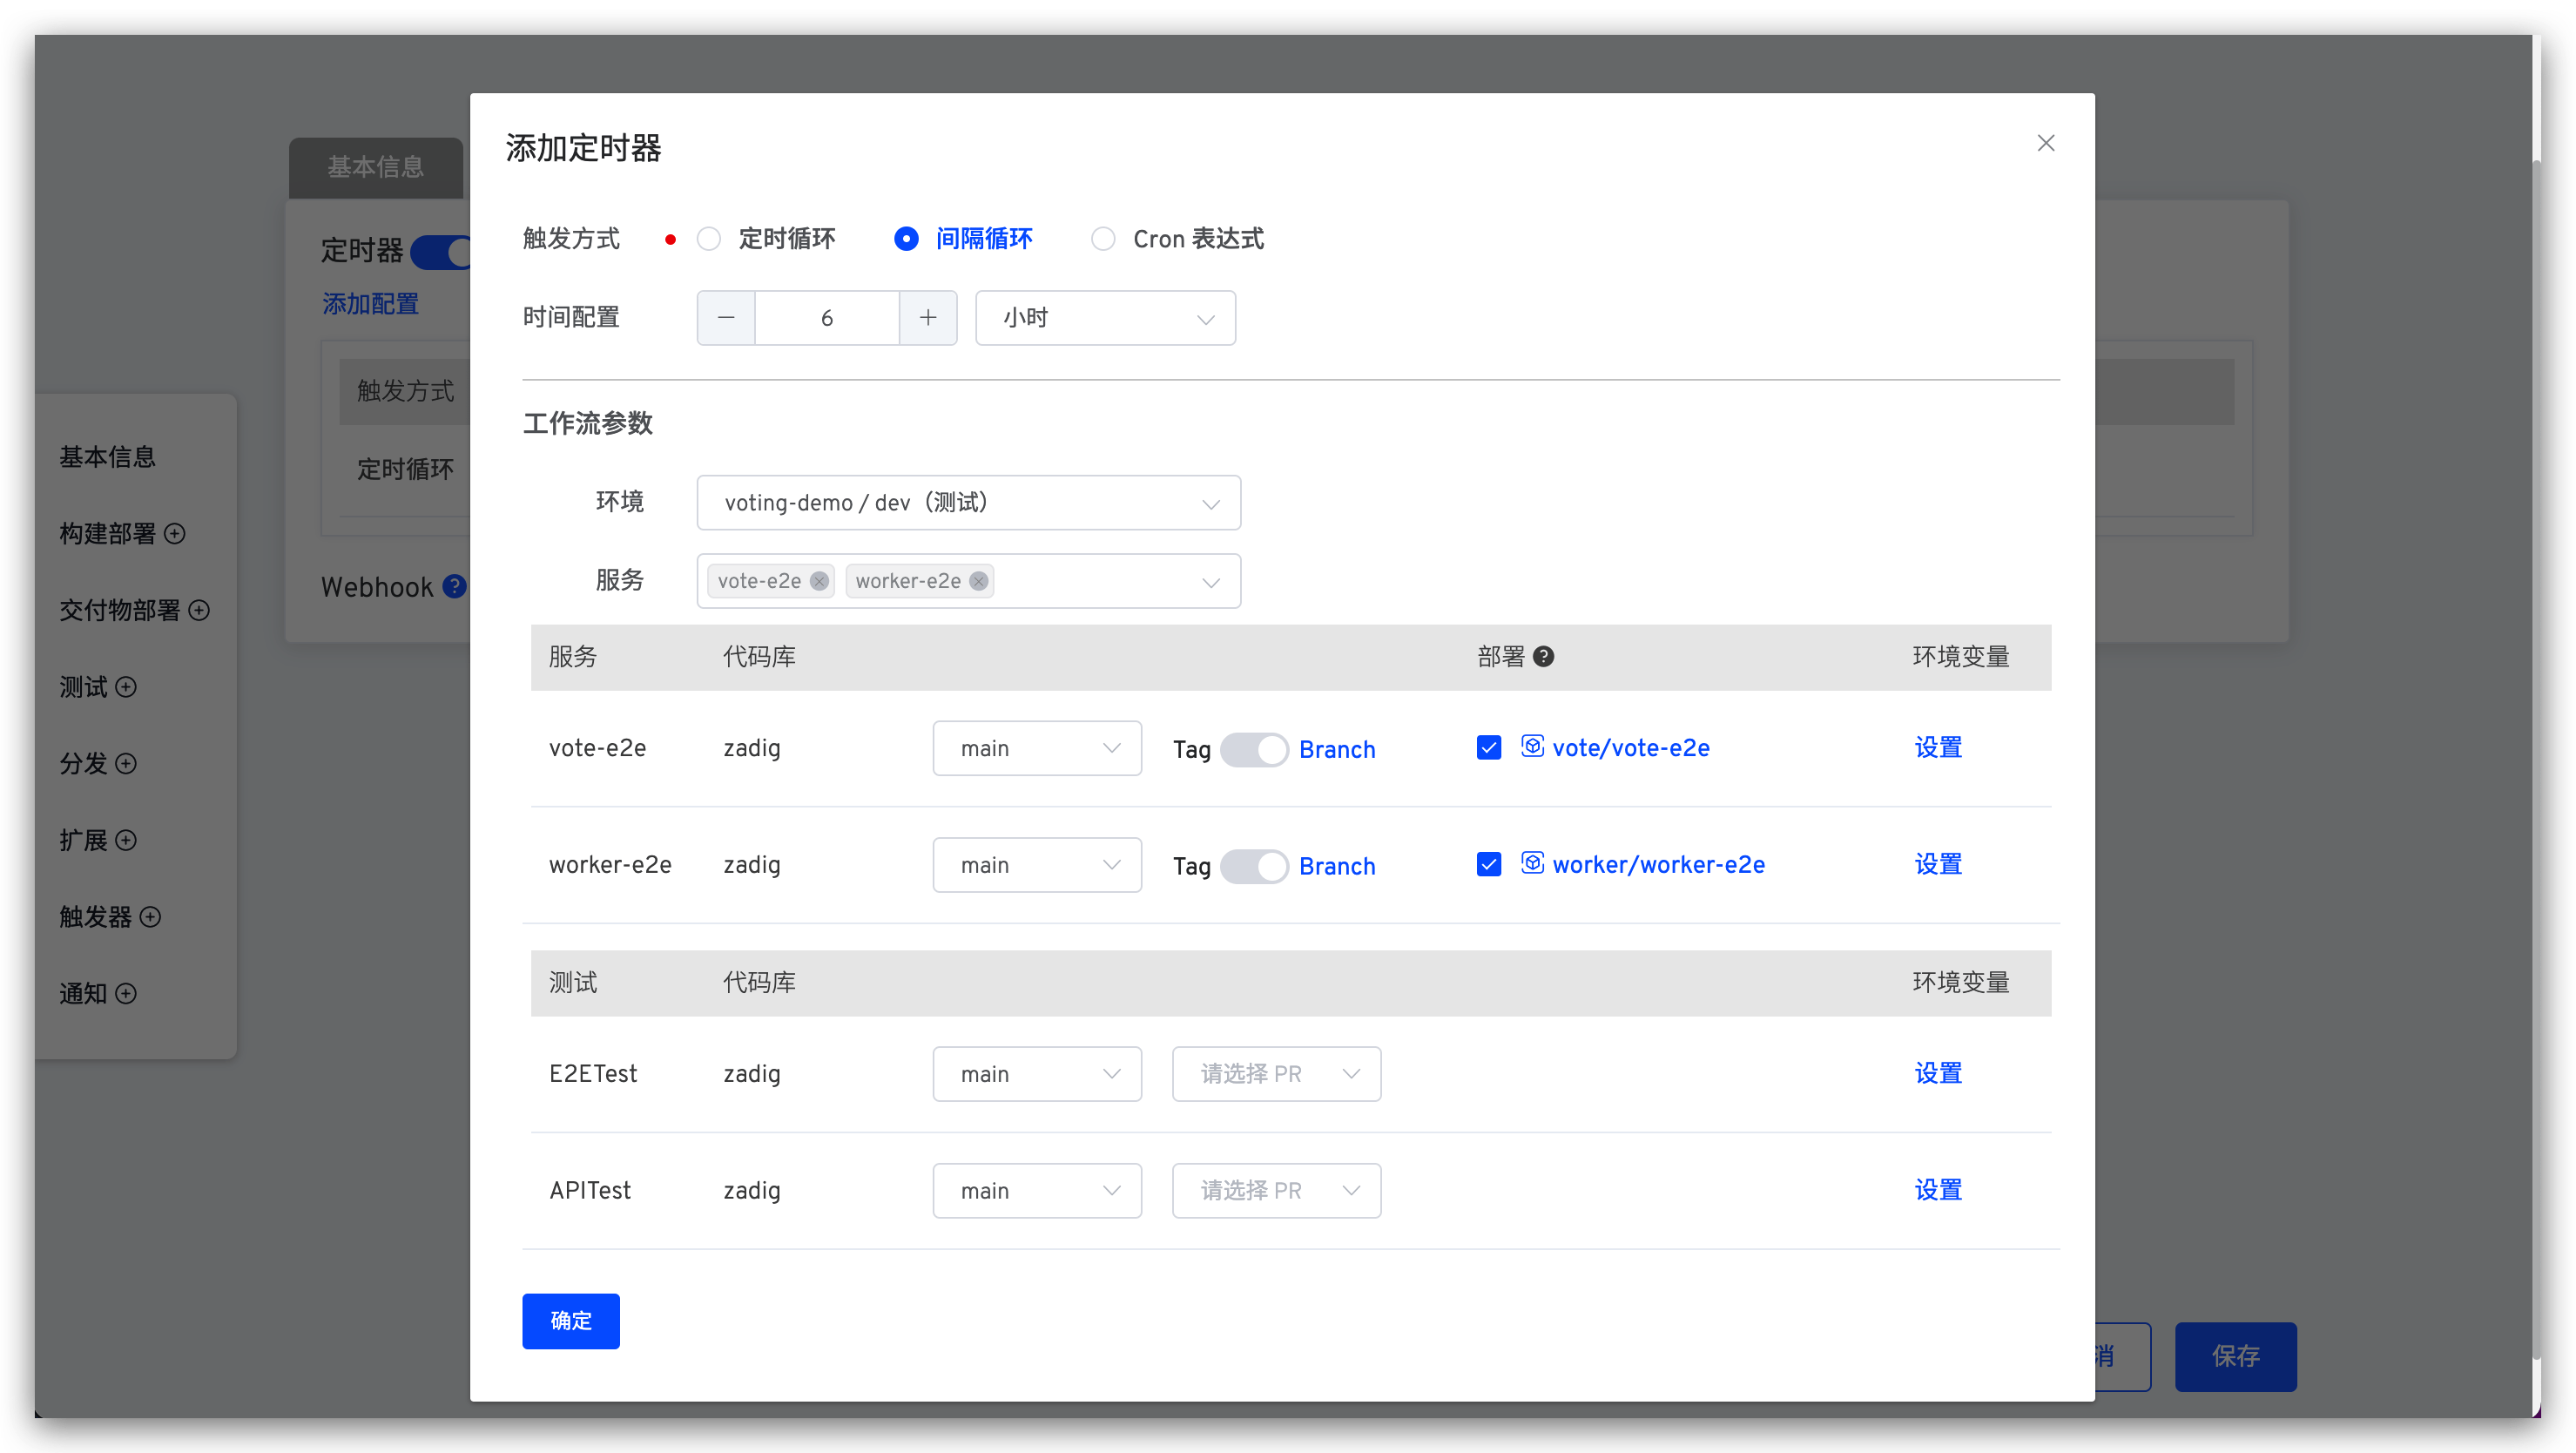 基本信息
定时器
添加配置
触发方式
定时循环
Webhook ?
基本信息
构建部署
交付物部署
测试
分发
扩展
触发器
通知
添加定时器
触发方式 定时循环 间隔循环 Cron 表达式
时间配置 — 6 + 小时
工作流参数
环境 voting-demo / dev（测试）
服务 vote-e2e worker-e2e
服务 代码库 部署 ? 环境变量
vote-e2e zadig main Tag Branch vote/vote-e2e 设置
worker-e2e zadig main Tag Branch worker/worker-e2e 设置
测试 代码库 环境变量
E2ETest zadig main 请选择 PR 设置
APITest zadig main 请选择 PR 设置
确定
消 保存